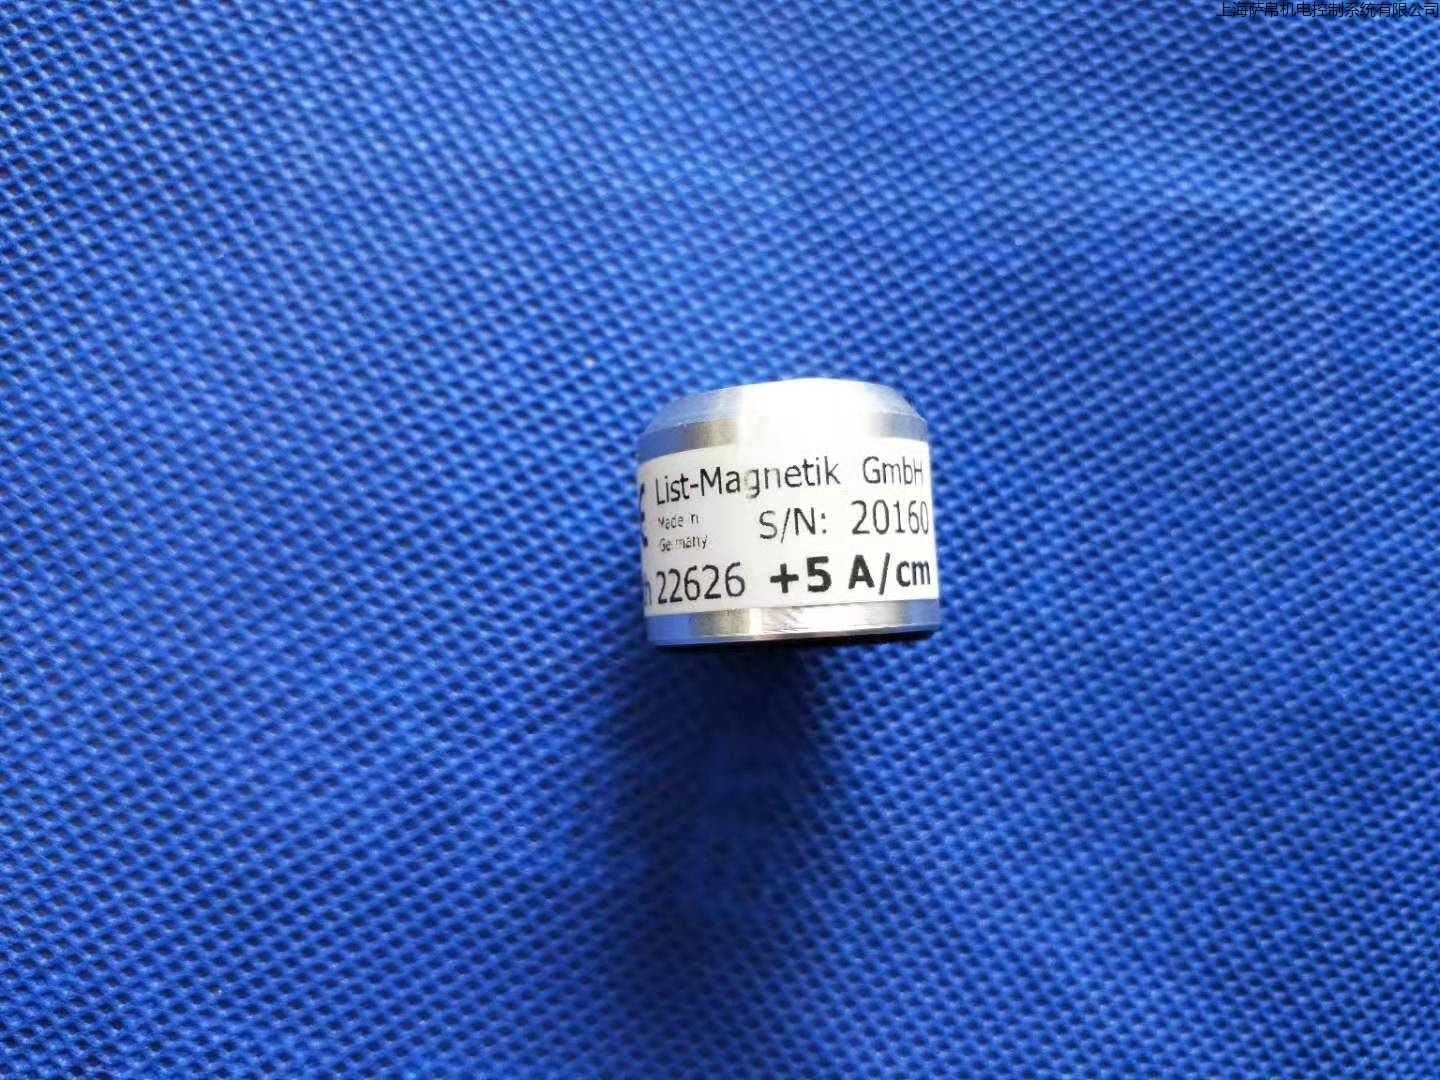 上海萨帛机电控制系统有限公司
List-Magnetik GmbH
Made in
Germany
S/N: 20160
22626 +5 A/cm